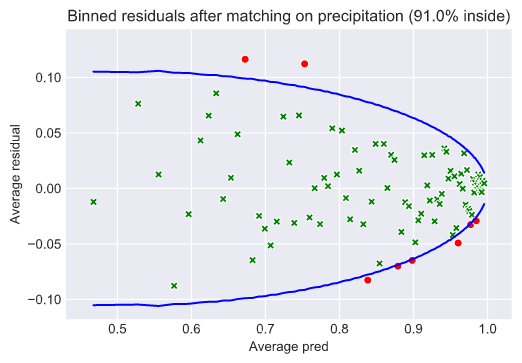 Binned residuals after matching on precipitation (91.0% inside)
Average residual
0.10
0.05
0.00
−0.05
−0.10
0.5 0.6 0.7 0.8 0.9 1.0
Average pred